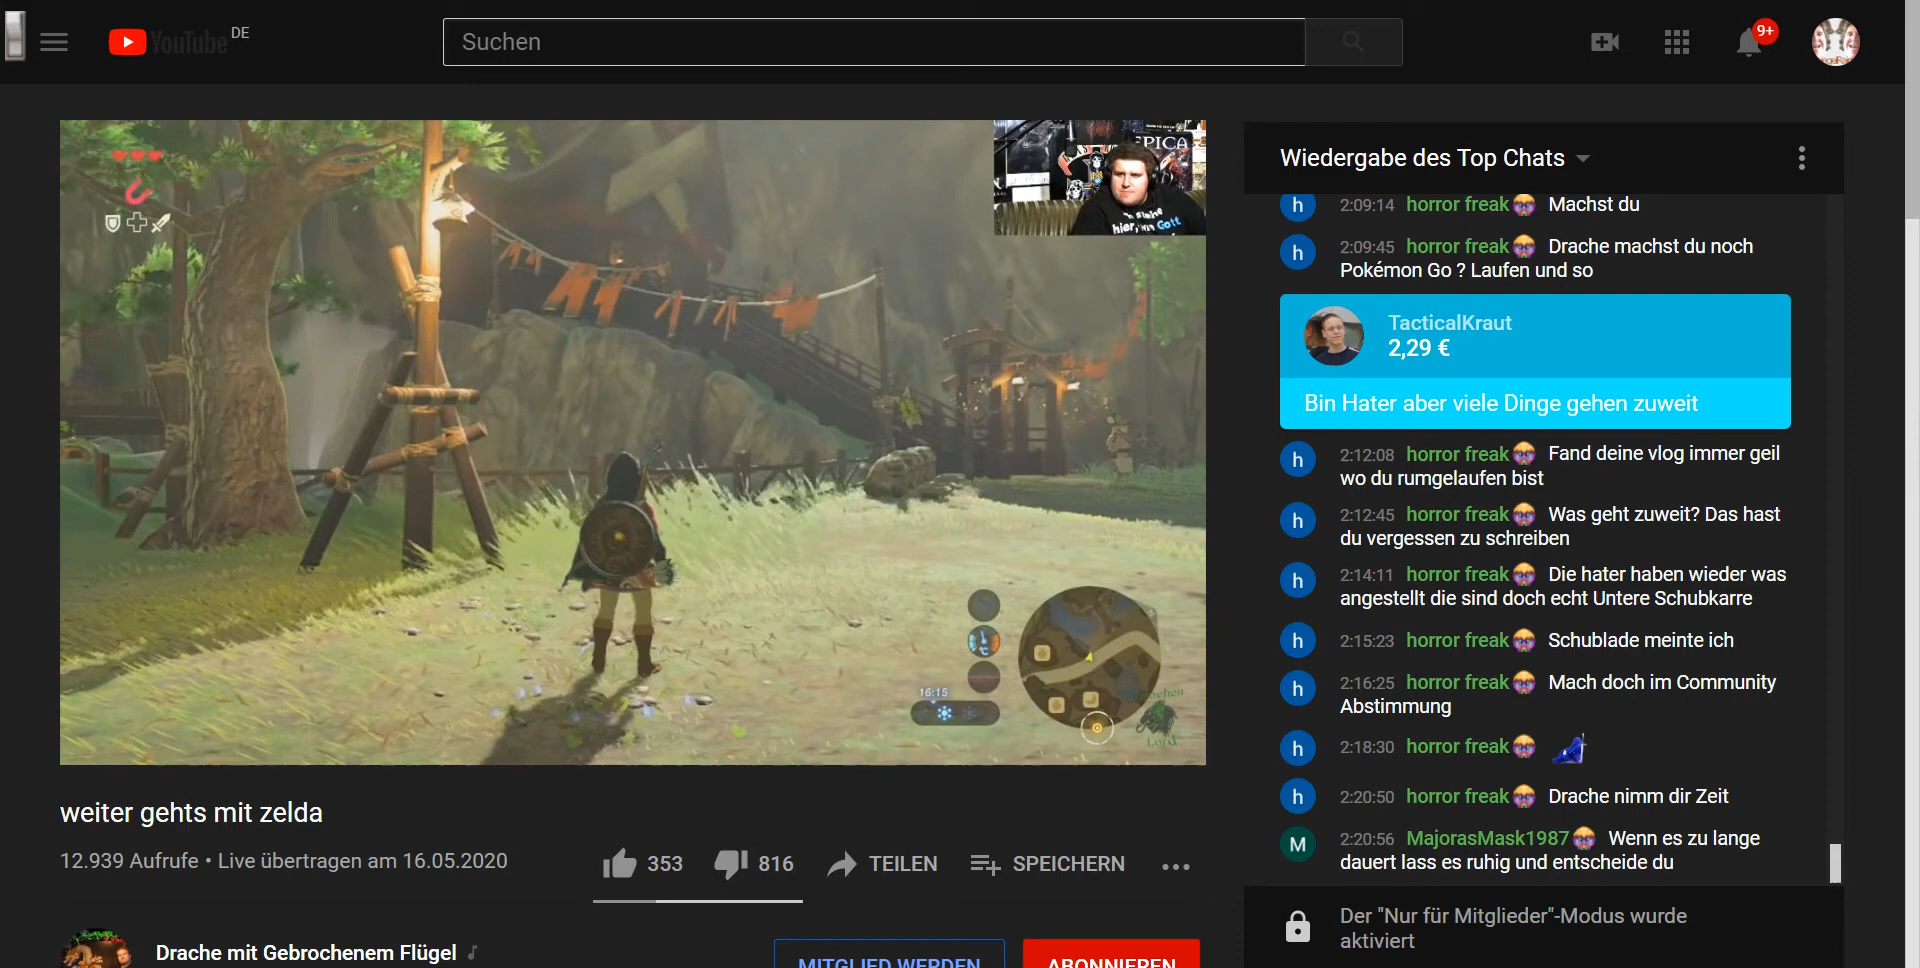 YouTube DE
Suchen
9+
EPICA
hier, Gott
16:15
Drachen
Lord
weiter gehts mit zelda
12.939 Aufrufe • Live übertragen am 16.05.2020
353
816
TEILEN
SPEICHERN
Drache mit Gebrochenem Flügel
MITGLIED WERDEN
ABONNIEREN
Wiedergabe des Top Chats
h 2:09:14 horror freak Machst du
h 2:09:45 horror freak Drache machst du noch
Pokémon Go ? Laufen und so
TacticalKraut
2,29 €
Bin Hater aber viele Dinge gehen zuweit
h 2:12:08 horror freak Fand deine vlog immer geil
wo du rumgelaufen bist
h 2:12:45 horror freak Was geht zuweit? Das hast
du vergessen zu schreiben
h 2:14:11 horror freak Die hater haben wieder was
angestellt die sind doch echt Untere Schubkarre
h 2:15:23 horror freak Schublade meinte ich
h 2:16:25 horror freak Mach doch im Community
Abstimmung
h 2:18:30 horror freak
h 2:20:50 horror freak Drache nimm dir Zeit
M 2:20:56 MajorasMask1987 Wenn es zu lange
dauert lass es ruhig und entscheide du
Der "Nur für Mitglieder"-Modus wurde
aktiviert